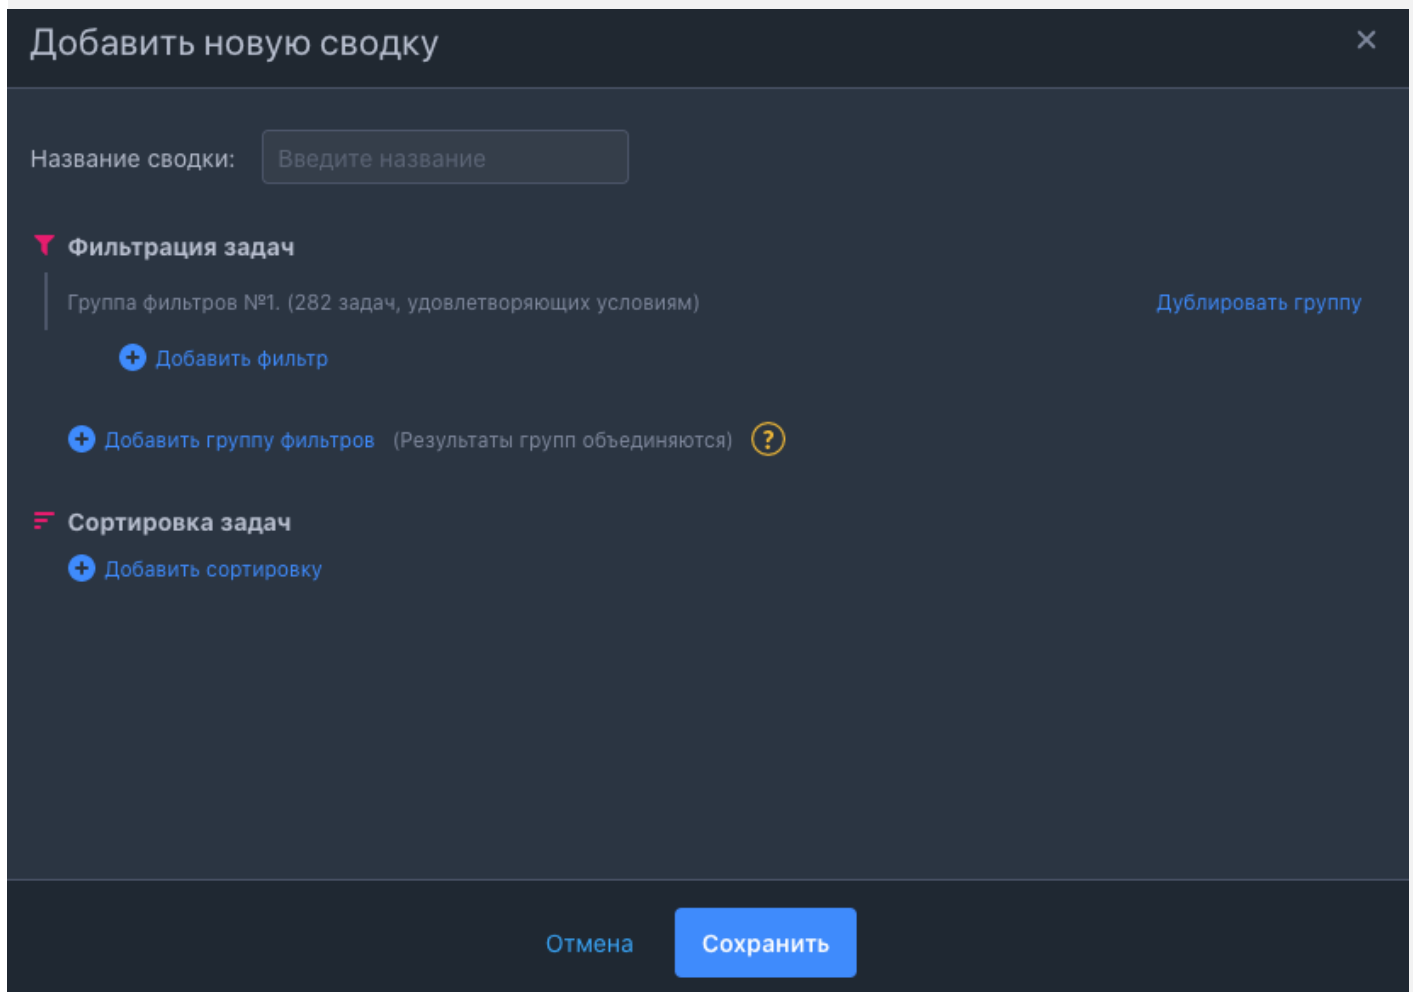 Добавить новую сводку
Название сводки: Введите название
Фильтрация задач
Группа фильтров №1. (282 задач, удовлетворяющих условиям) Дублировать группу
Добавить фильтр
Добавить группу фильтров (Результаты групп объединяются) ?
Сортировка задач
Добавить сортировку
Отмена Сохранить